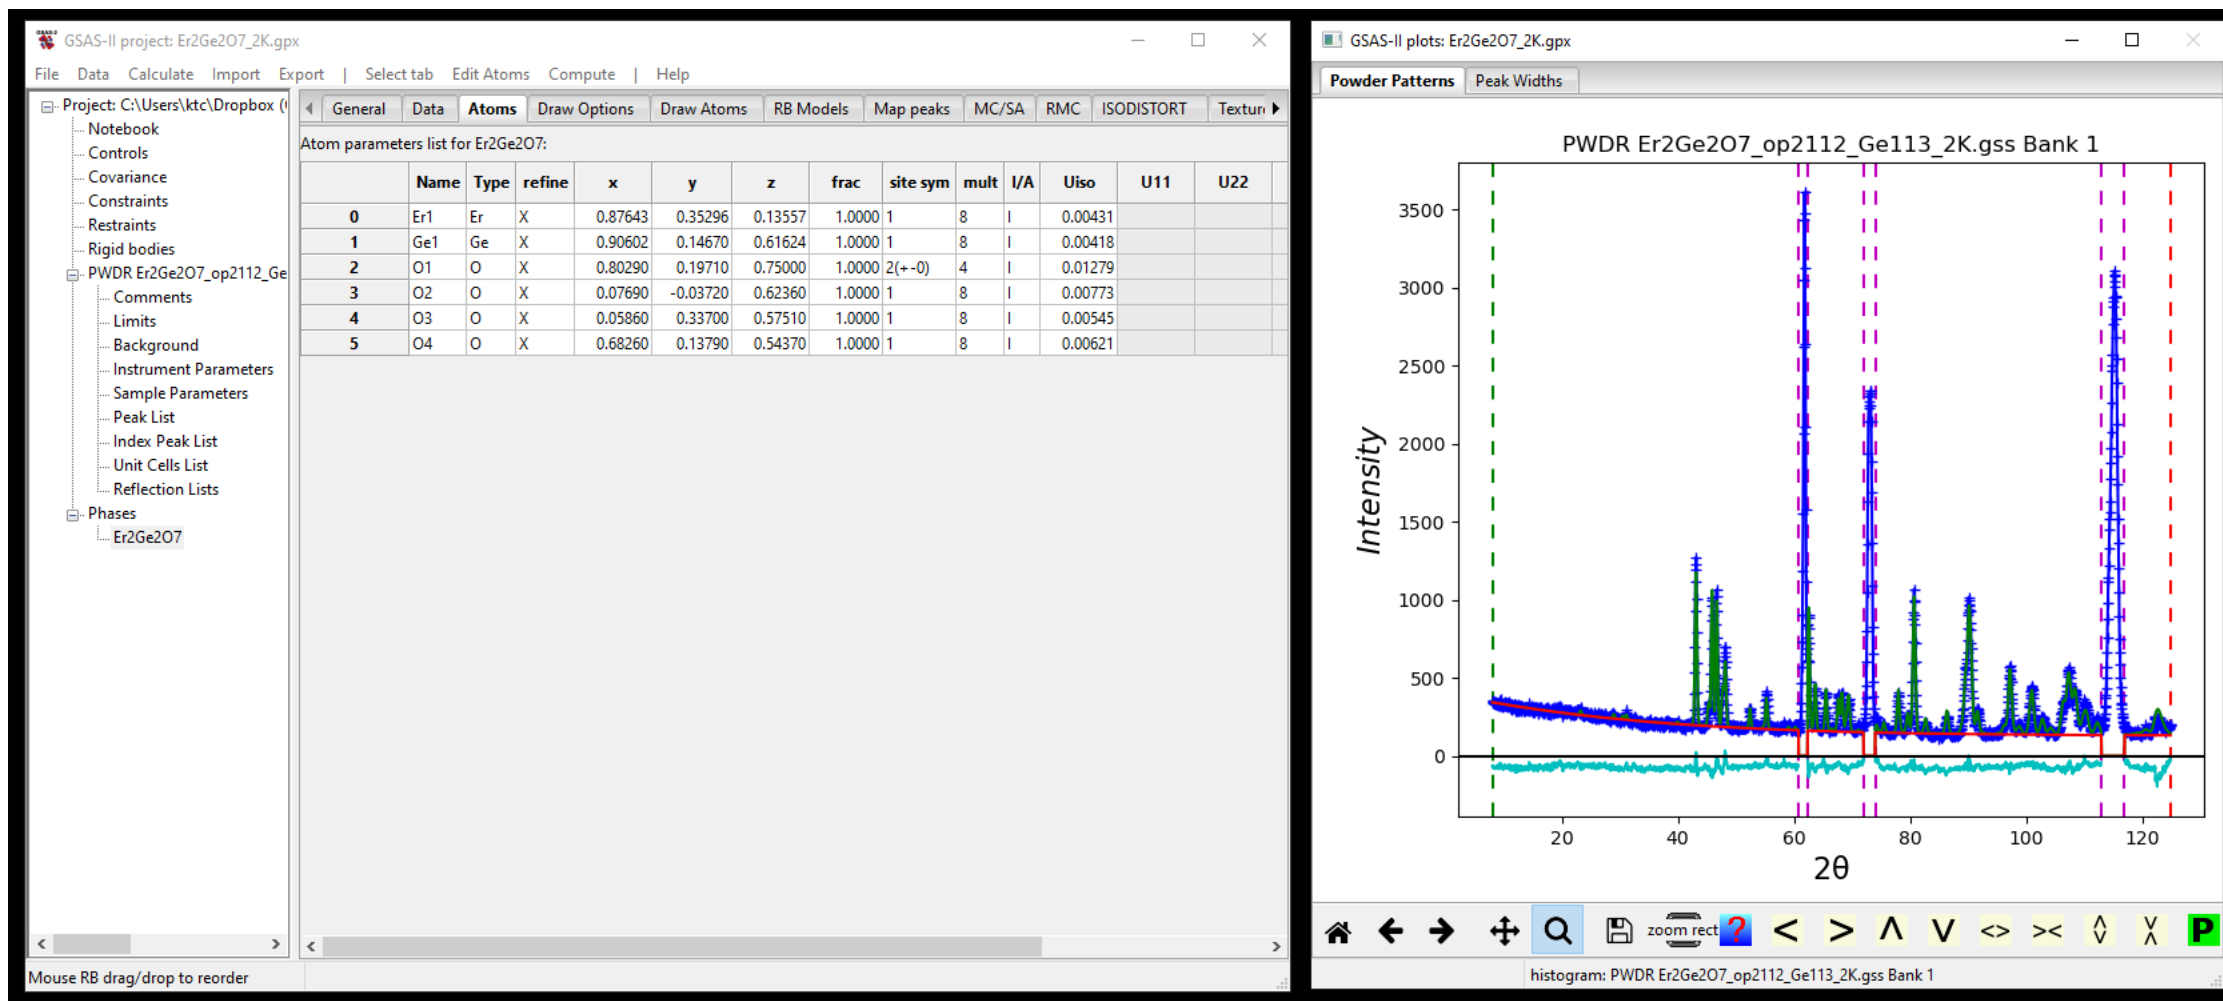 GSAS-II project: Er2Ge2O7_2K.gpx
File Data Calculate Import Export | Select tab Edit Atoms Compute | Help
Project: C:\Users\ktc\Dropbox (
Notebook
Controls
Covariance
Constraints
Restraints
Rigid bodies
PWDR Er2Ge2O7_op2112_Ge
Comments
Limits
Background
Instrument Parameters
Sample Parameters
Peak List
Index Peak List
Unit Cells List
Reflection Lists
Phases
Er2Ge2O7
General Data Atoms Draw Options Draw Atoms RB Models Map peaks MC/SA RMC ISODISTORT Textur
Atom parameters list for Er2Ge2O7:
Name Type refine x y z frac site sym mult I/A Uiso U11 U22
0 Er1 Er X 0.87643 0.35296 0.13557 1.0000 1 8 I 0.00431
1 Ge1 Ge X 0.90602 0.14670 0.61624 1.0000 1 8 I 0.00418
2 O1 O X 0.80290 0.19710 0.75000 1.0000 2(+-0) 4 I 0.01279
3 O2 O X 0.07690 -0.03720 0.62360 1.0000 1 8 I 0.00773
4 O3 O X 0.05860 0.33700 0.57510 1.0000 1 8 I 0.00545
5 O4 O X 0.68260 0.13790 0.54370 1.0000 1 8 I 0.00621
Mouse RB drag/drop to reorder
GSAS-II plots: Er2Ge2O7_2K.gpx
Powder Patterns Peak Widths
PWDR Er2Ge2O7_op2112_Ge113_2K.gss Bank 1
Intensity
3500
3000
2500
2000
1500
1000
500
0
20 40 60 80 100 120
2θ
zoom rect ? < > Λ V <> >< P
histogram: PWDR Er2Ge2O7_op2112_Ge113_2K.gss Bank 1